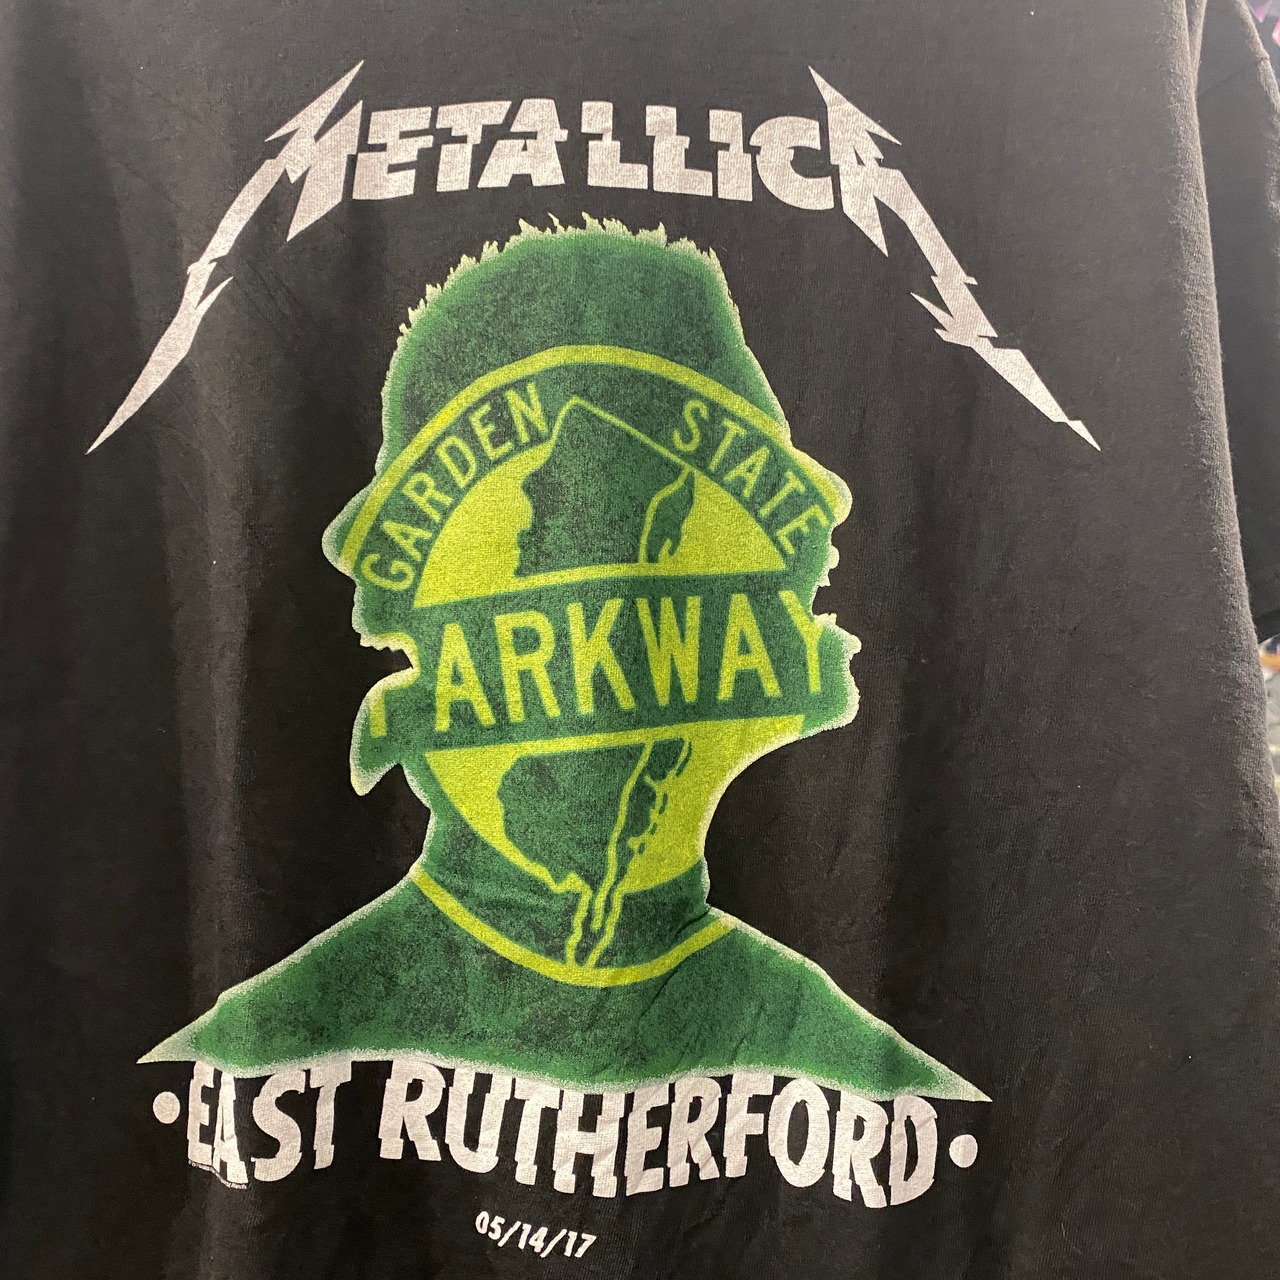 METALLICA
GARDEN STATE
PARKWAY
•EAST RUTHERFORD•
05/14/17